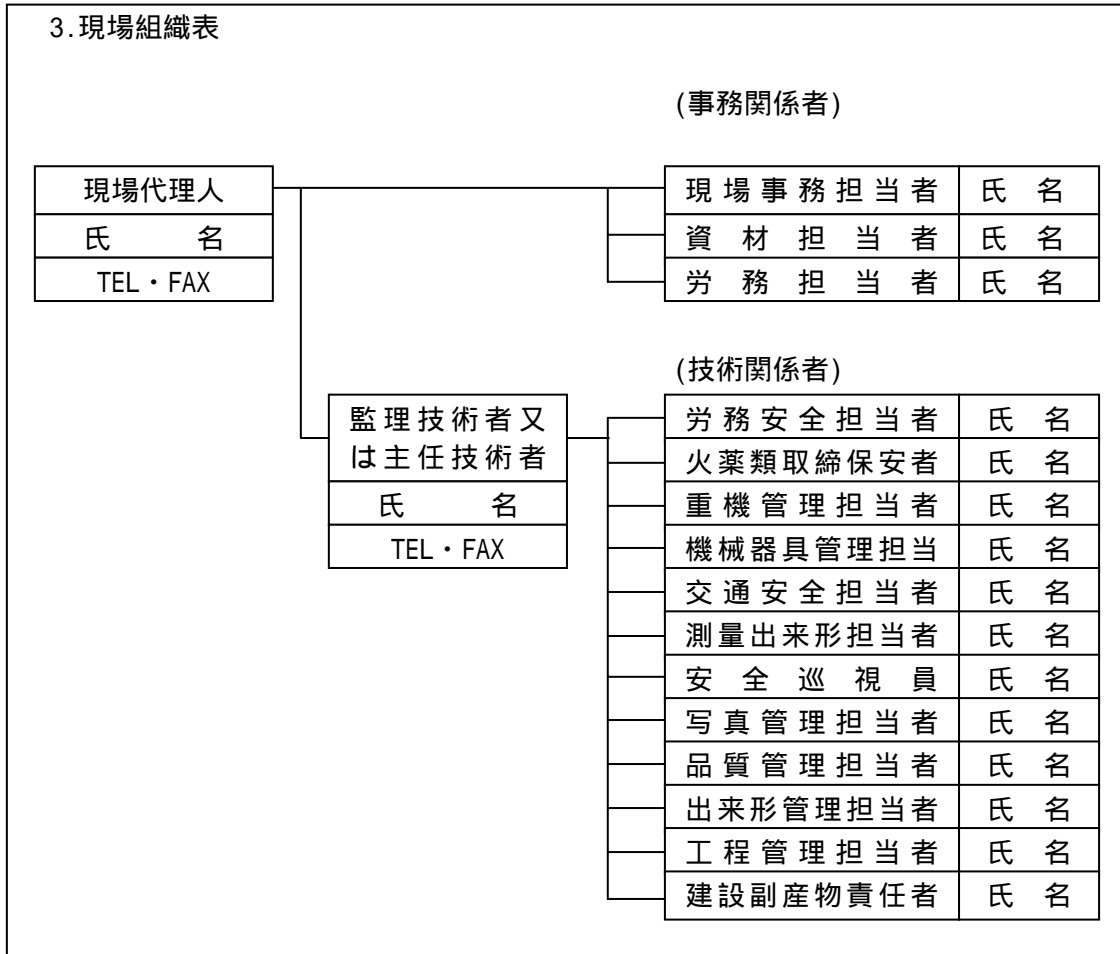 3.現場組織表
(事務関係者)
現場代理人
氏 名
TEL・FAX
現場事務担当者 氏 名
資材担当者 氏 名
労務担当者 氏 名
(技術関係者)
監理技術者又
は主任技術者
氏 名
TEL・FAX
労務安全担当者 氏 名
火薬類取締保安者 氏 名
重機管理担当者 氏 名
機械器具管理担当 氏 名
交通安全担当者 氏 名
測量出来形担当者 氏 名
安全巡視員 氏 名
写真管理担当者 氏 名
品質管理担当者 氏 名
出来形管理担当者 氏 名
工程管理担当者 氏 名
建設副産物責任者 氏 名